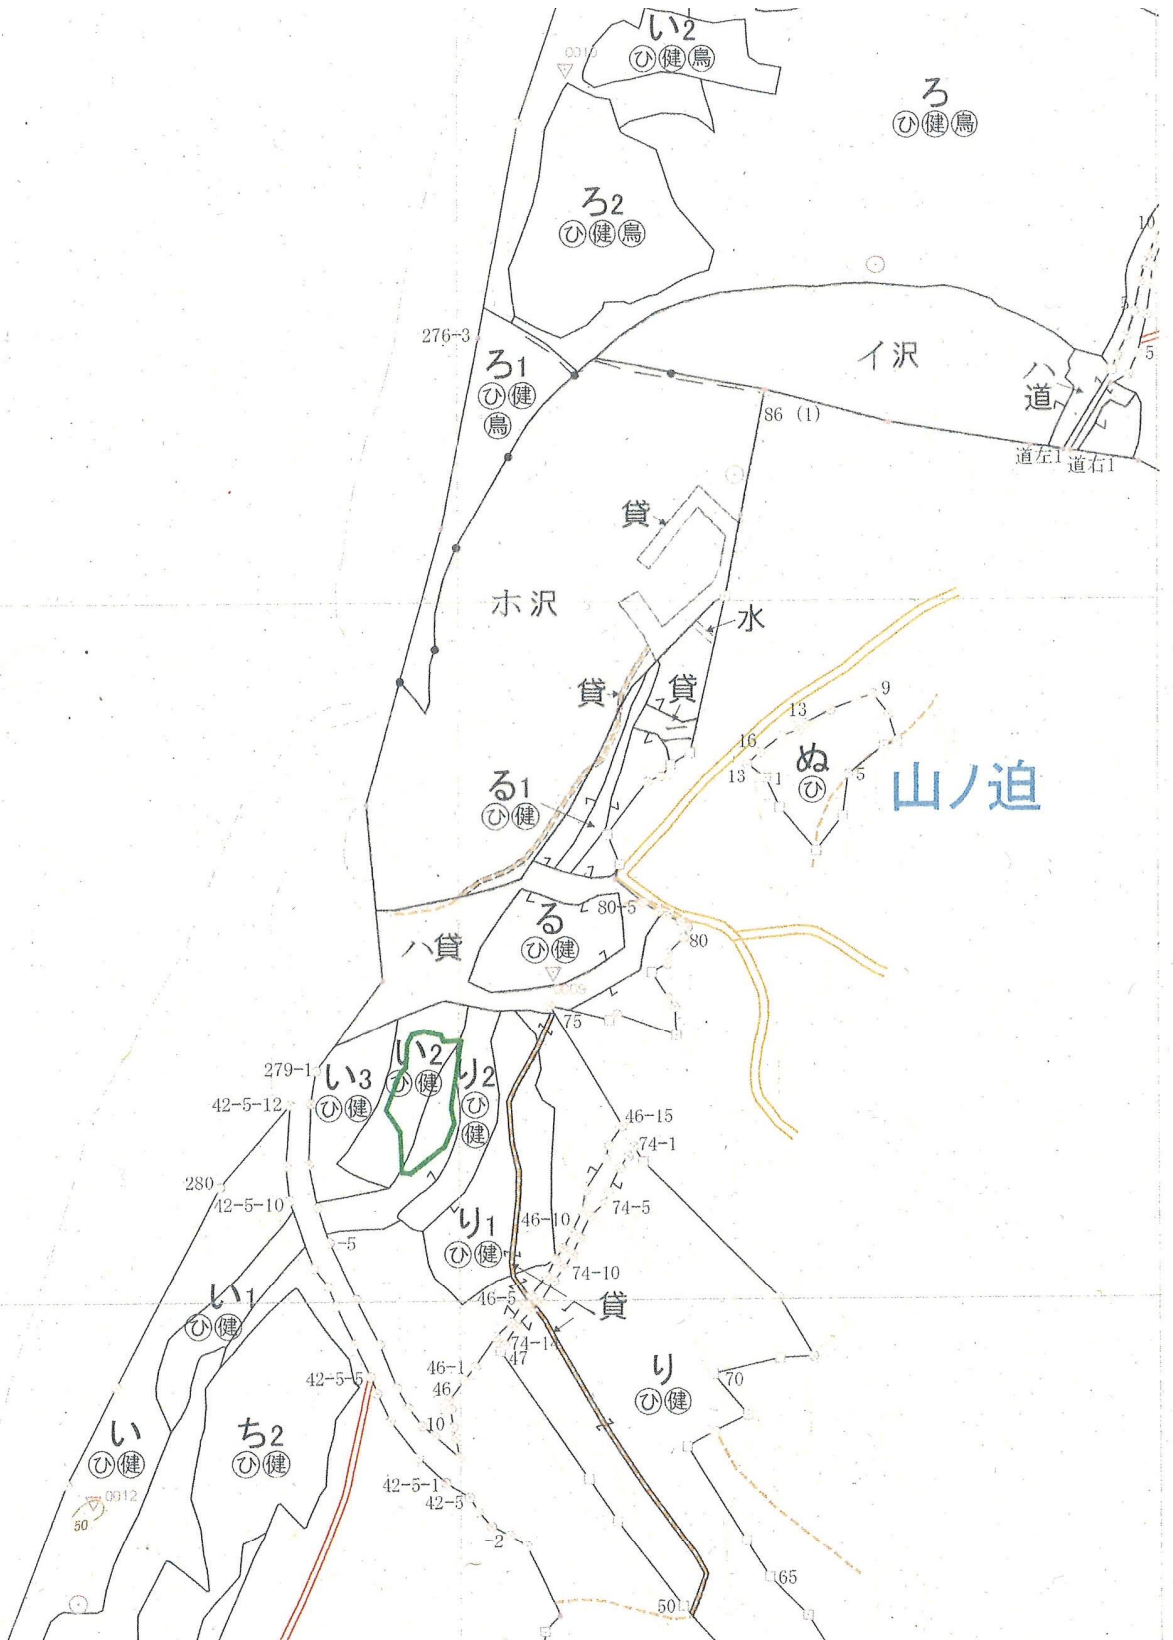 い2
0010
ひ 健 鳥
ろ
ひ 健 鳥
ろ2
ひ 健 鳥
10
5
276-3
5
イ沢
ろ1
ひ 健
鳥
ハ道
86 (1)
道左1
道右1
貸
ホ沢
水
貸
貸
9
13
16
13
1
ぬ
ひ
5
山ノ迫
る1
ひ 健
る
ひ 健
80-5
80
ハ貸
0009
75
279-1
い3
ひ 健
い2
ひ 健
り2
ひ
健
42-5-12
46-15
74-1
280
42-5-10
74-5
り1
ひ 健
46-10
-5
74-10
い1
ひ 健
46-5
ヘ貸
74-14
47
46-1
46
42-5-5
り
ひ 健
70
10
い
ひ 健
ち2
ひ 健
42-5-1
42-5
0012
50
-2
65
50